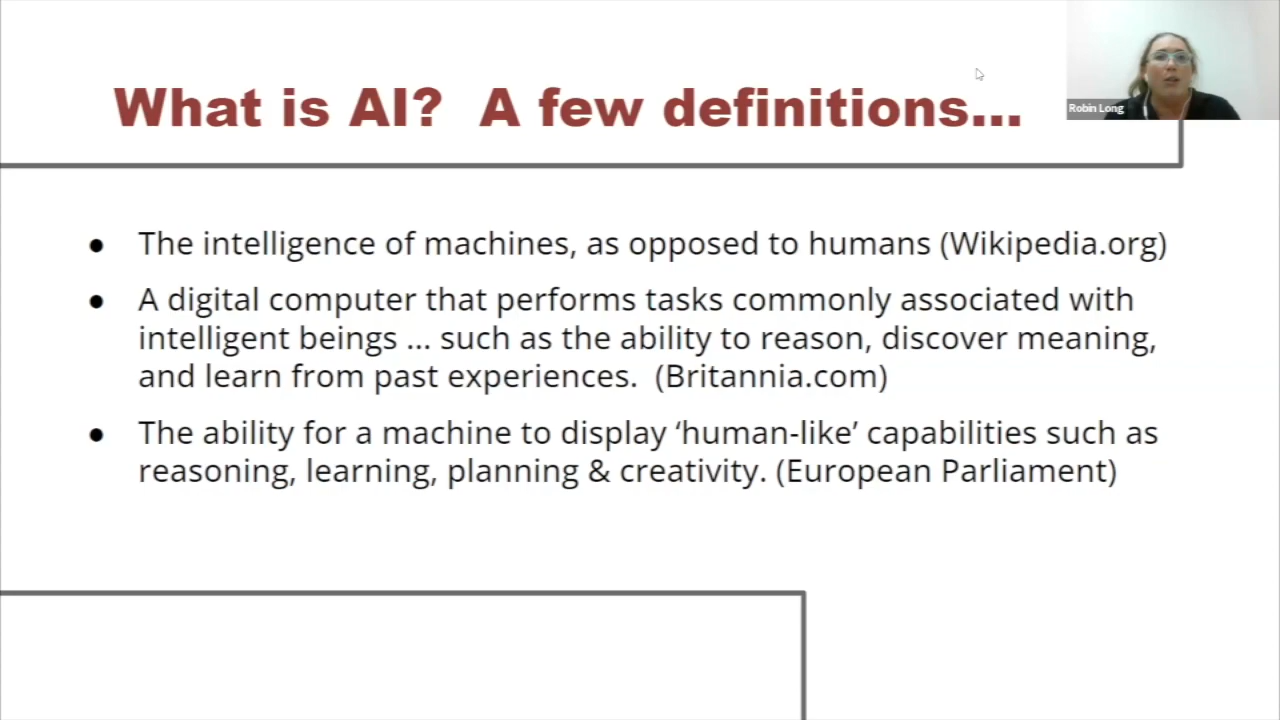 What is AI?  A few definitions...
Robin Long
● The intelligence of machines, as opposed to humans (Wikipedia.org)
● A digital computer that performs tasks commonly associated with
intelligent beings ... such as the ability to reason, discover meaning,
and learn from past experiences.  (Britannia.com)
● The ability for a machine to display ‘human-like’ capabilities such as
reasoning, learning, planning & creativity. (European Parliament)